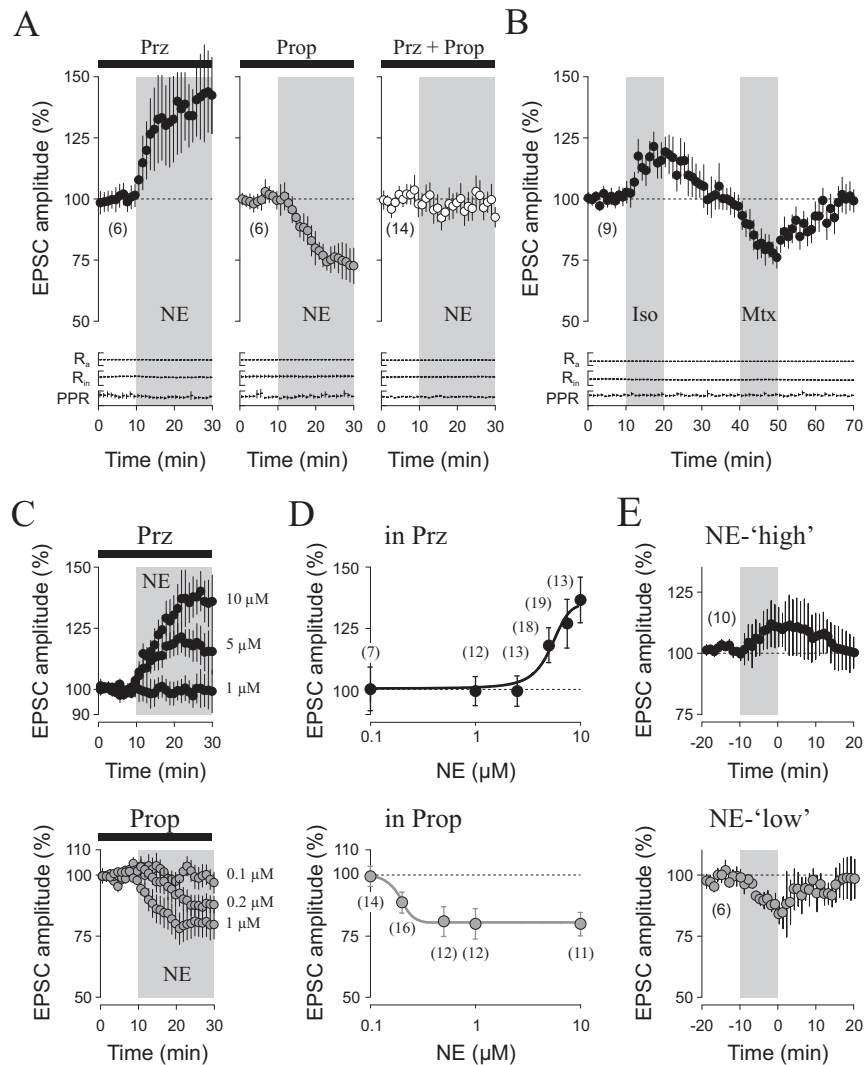 A
B
Prz
Prop
Prz + Prop
EPSC amplitude (%)
150
125
100
75
50
(6)
NE
(6)
NE
(14)
NE
EPSC amplitude (%)
150
125
100
75
50
(9)
Iso
Mtx
Ra
Rin
PPR
Ra
Rin
PPR
0 10 20 30
0 10 20 30
0 10 20 30
0 10 20 30 40 50 60 70
Time (min)
Time (min)
Time (min)
Time (min)
C
D
E
Prz
NE
EPSC amplitude (%)
150
125
100
90
10 µM
5 µM
1 µM
0 10 20 30
Time (min)
in Prz
EPSC amplitude (%)
150
125
100
(7)
(12)
(13)
(18)
(19)
(13)
0.1 1 10
NE (µM)
NE-‘high’
EPSC amplitude (%)
125
100
75
(10)
-20 -10 0 10 20
Time (min)
Prop
EPSC amplitude (%)
110
100
75
50
0.1 µM
0.2 µM
1 µM
NE
0 10 20 30
Time (min)
in Prop
EPSC amplitude (%)
110
100
75
50
(14)
(16)
(12)
(12)
(11)
0.1 1 10
NE (µM)
NE-‘low’
EPSC amplitude (%)
110
100
75
50
(6)
-20 -10 0 10 20
Time (min)